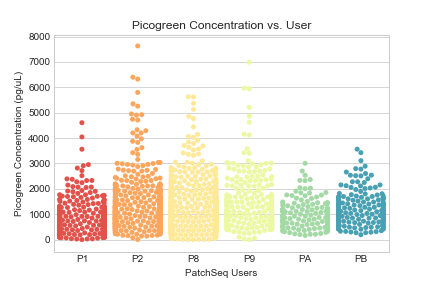 Picogreen Concentration vs. User
8000
7000
6000
5000
4000
3000
2000
1000
0
Picogreen Concentration (pg/uL)
P1 P2 P8 P9 PA PB
PatchSeq Users